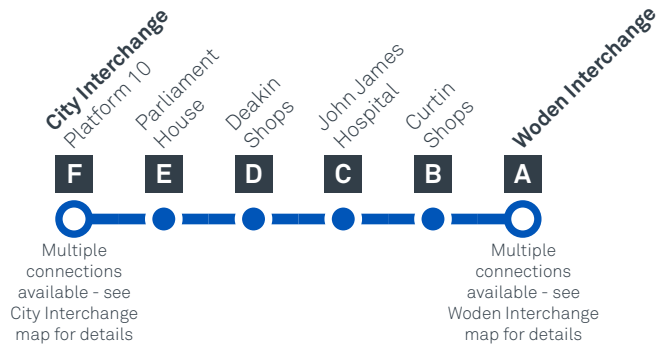 City Interchange
Platform 10
Parliament
House
Deakin
Shops
John James
Hospital
Curtin
Shops
Woden Interchange
F
E
D
C
B
A
Multiple
connections
available - see
City Interchange
map for details
Multiple
connections
available - see
Woden Interchange
map for details